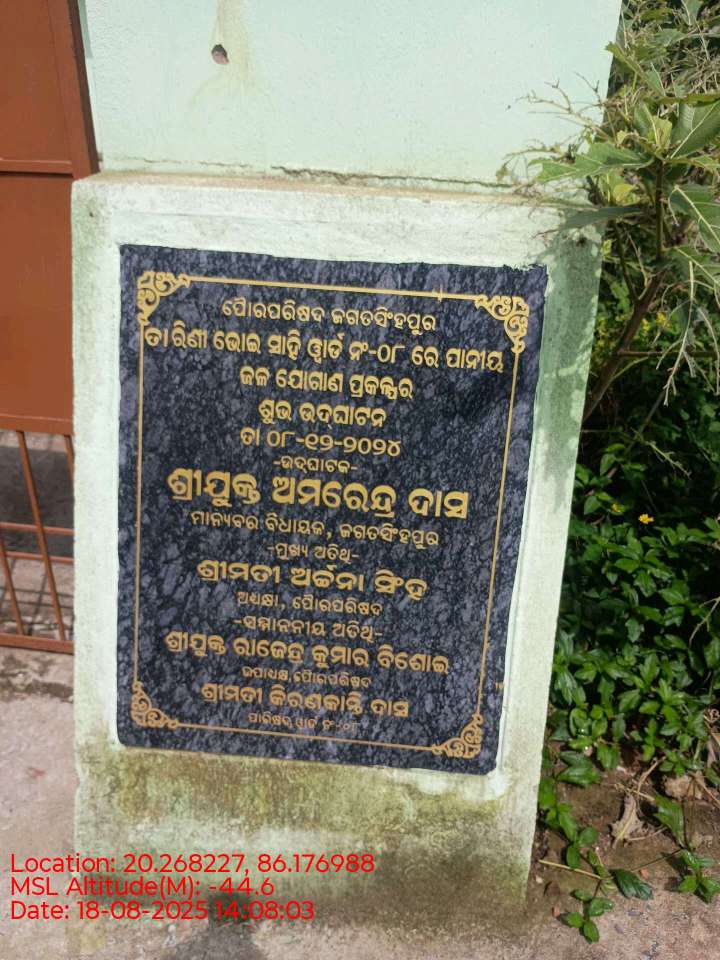 ପୌରପରିଷଦ ଜଗତସିଂହପୁର
ତାରିଣୀ ଭୋଇ ସାହି ୱାର୍ଡ ନଂ-୦୮ ରେ ପାନୀୟ
ଜଳ ଯୋଗାଣ ପ୍ରକଳ୍ପର
ଶୁଭ ଉଦ୍‌ଘାଟନ
ତା ୦୮-୧୨-୨୦୨୪
-ଉଦ୍‌ଘାଟକ-
ଶ୍ରୀଯୁକ୍ତ ଅମରେନ୍ଦ୍ର ଦାସ
ମାନ୍ୟବର ବିଧାୟକ, ଜଗତସିଂହପୁର
-ମୁଖ୍ୟ ଅତିଥି-
ଶ୍ରୀମତୀ ଅର୍ଚ୍ଚନା ସିଂହ
ଅଧ୍ୟକ୍ଷା, ପୌରପରିଷଦ
-ସମ୍ମାନନୀୟ ଅତିଥି-
ଶ୍ରୀଯୁକ୍ତ ରାଜେନ୍ଦ୍ର କୁମାର ବିଶୋଇ
ଉପାଧ୍ୟକ୍ଷ, ପୌରପରିଷଦ
ଶ୍ରୀମତୀ କିରଣକାନ୍ତି ଦାସ
ପାରିଷଦ, ୱାର୍ଡ ନଂ-୦୮
Location: 20.268227, 86.176988
MSL Altitude(M): -44.6
Date: 18-08-2025 14:08:03